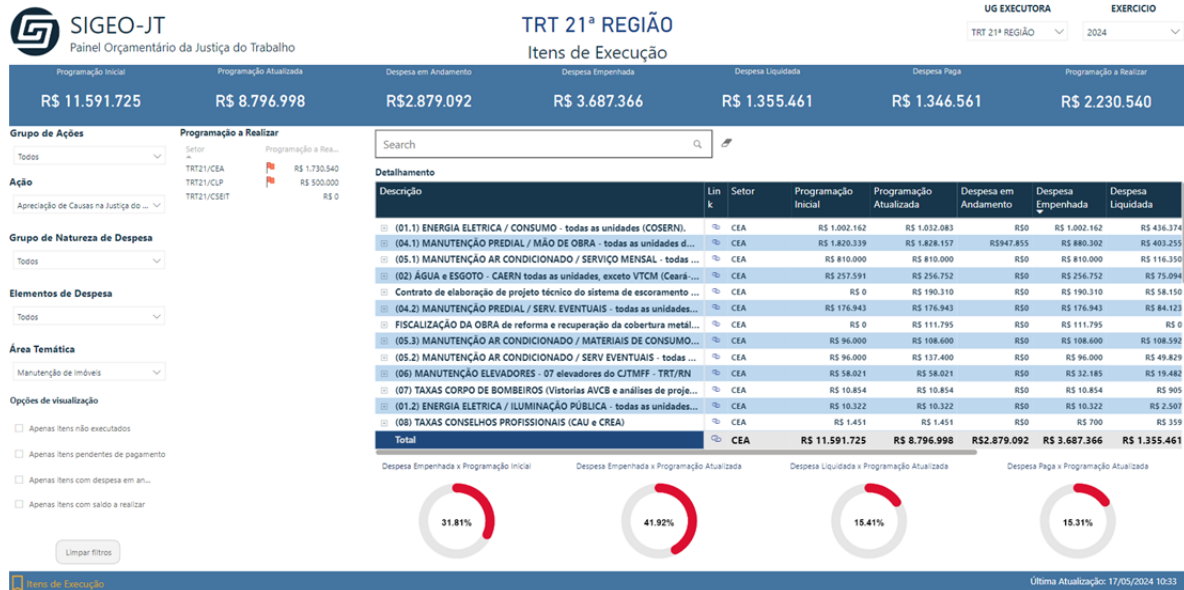 SIGEO-JT
Painel Orçamentário da Justiça do Trabalho
TRT 21ª REGIÃO
Itens de Execução
UG EXECUTORA
TRT 21ª REGIÃO
EXERCICIO
2024
Programação Inicial
R$ 11.591.725
Programação Atualizada
R$ 8.796.998
Despesa em Andamento
R$2.879.092
Despesa Empenhada
R$ 3.687.366
Despesa Liquidada
R$ 1.355.461
Despesa Paga
R$ 1.346.561
Programação a Realizar
R$ 2.230.540
Grupo de Ações
Todos
Ação
Apreciação de Causas na Justiça do ...
Grupo de Natureza de Despesa
Todos
Elementos de Despesa
Todos
Área Temática
Manutenção de Imóveis
Opções de visualização
Apenas itens não executados
Apenas itens pendentes de pagamento
Apenas itens com despesa em an...
Apenas itens com saldo a realizar
Limpar filtros
Programação a Realizar
Setor Programação a Rea...
TRT21/CEA R$ 1.730.540
TRT21/CLP R$ 500.000
TRT21/CSEIT R$ 0
Search
Detalhamento
Descrição Link Setor Programação Inicial Programação Atualizada Despesa em Andamento Despesa Empenhada Despesa Liquidada
(01.1) ENERGIA ELETRICA / CONSUMO - todas as unidades (COSERN). CEA R$ 1.002.162 R$ 1.032.083 R$0 R$ 1.002.162 R$ 436.374
(04.1) MANUTENÇÃO PREDIAL / MÃO DE OBRA - todas as unidades d... CEA R$ 1.820.339 R$ 1.828.157 R$947.855 R$ 880.302 R$ 403.255
(05.1) MANUTENÇÃO AR CONDICIONADO / SERVIÇO MENSAL - todas ... CEA R$ 810.000 R$ 810.000 R$0 R$ 810.000 R$ 116.350
(02) ÁGUA e ESGOTO - CAERN todas as unidades, exceto VTCM (Ceará-... CEA R$ 257.591 R$ 256.752 R$0 R$ 256.752 R$ 75.094
Contrato de elaboração de projeto técnico do sistema de escoramento ... CEA R$ 0 R$ 190.310 R$0 R$ 190.310 R$ 58.150
(04.2) MANUTENÇÃO PREDIAL / SERV. EVENTUAIS - todas as unidades... CEA R$ 176.943 R$ 176.943 R$0 R$ 176.943 R$ 84.123
FISCALIZAÇÃO DA OBRA de reforma e recuperação da cobertura metál... CEA R$ 0 R$ 111.795 R$0 R$ 111.795 R$ 0
(05.3) MANUTENÇÃO AR CONDICIONADO / MATERIAIS DE CONSUMO... CEA R$ 96.000 R$ 108.600 R$0 R$ 108.600 R$ 108.592
(05.2) MANUTENÇÃO AR CONDICIONADO / SERV EVENTUAIS - todas ... CEA R$ 96.000 R$ 137.400 R$0 R$ 96.000 R$ 49.829
(06) MANUTENÇÃO ELEVADORES - 07 elevadores do CJTMFF - TRT/RN CEA R$ 58.021 R$ 58.021 R$0 R$ 32.185 R$ 19.482
(07) TAXAS CORPO DE BOMBEIROS (Vistorias AVCB e análises de proje... CEA R$ 10.854 R$ 10.854 R$0 R$ 10.854 R$ 905
(01.2) ENERGIA ELETRICA / ILUMINAÇÃO PÚBLICA - todas as unidades... CEA R$ 10.322 R$ 10.322 R$0 R$ 10.322 R$ 2.507
(08) TAXAS CONSELHOS PROFISSIONAIS (CAU e CREA) CEA R$ 1.451 R$ 1.451 R$0 R$ 700 R$ 359
Total CEA R$ 11.591.725 R$ 8.796.998 R$2.879.092 R$ 3.687.366 R$ 1.355.461
Despesa Empenhada x Programação Inicial
31.81%
Despesa Empenhada x Programação Atualizada
41.92%
Despesa Liquidada x Programação Atualizada
15.41%
Despesa Paga x Programação Atualizada
15.31%
Itens de Execução
Última Atualização: 17/05/2024 10:33